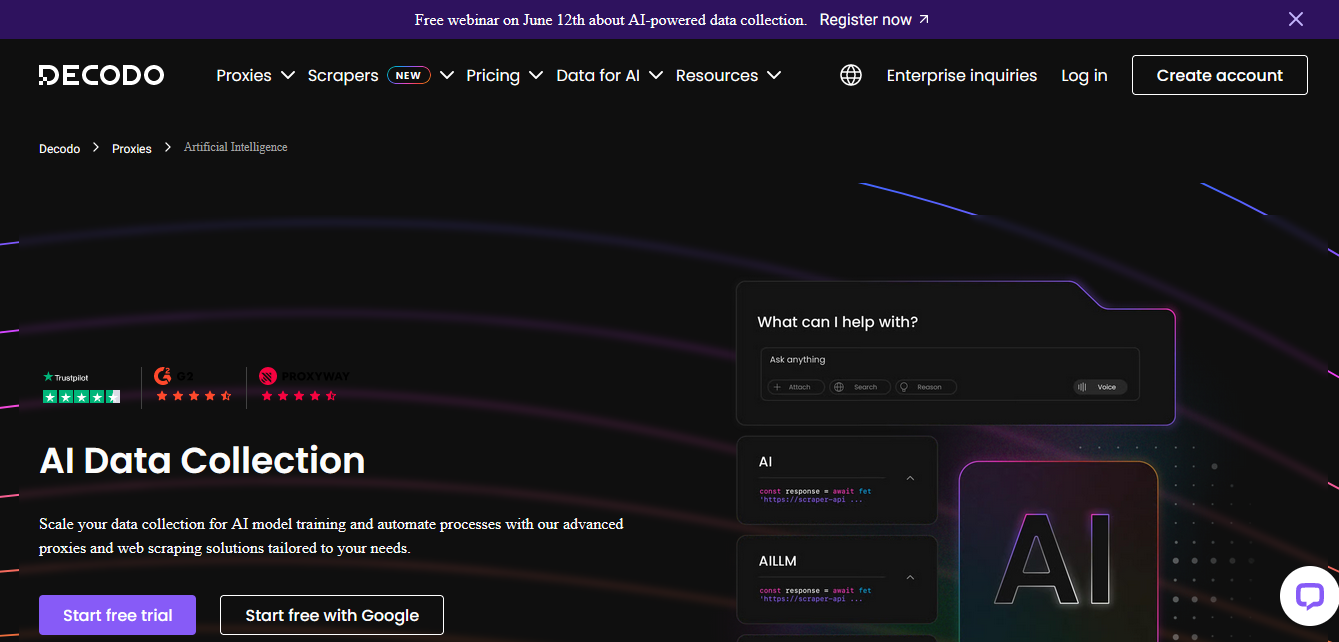 Free webinar on June 12th about AI-powered data collection. Register now
DECODO Proxies Scrapers NEW Pricing Data for AI Resources Enterprise inquiries Log in Create account
Decodo Proxies Artificial Intelligence
What can I help with?
Ask anything
Attach Search Reason Voice
Trustpilot G2 PROXYWAY
AI Data Collection
Scale your data collection for AI model training and automate processes with our advanced
proxies and web scraping solutions tailored to your needs.
Start free trial Start free with Google
AI
const response = await fet
'https://scraper-api ...
AILLM
const response = await fet
'https://scraper-api ...
AI